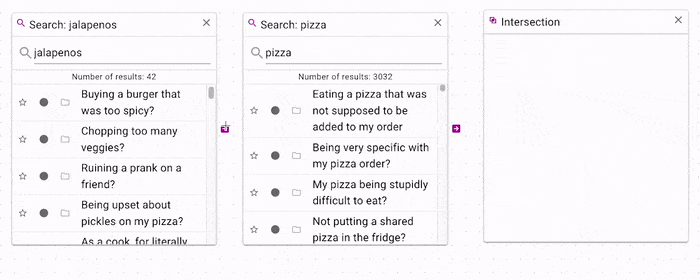 Search: jalapenos
jalapenos
Number of results: 42
Buying a burger that
was too spicy?
Chopping too many
veggies?
Ruining a prank on a
friend?
Being upset about
pickles on my pizza?
As a cook, for literally
Search: pizza
pizza
Number of results: 3032
Eating a pizza that was
not supposed to be
added to my order
Being very specific with
my pizza order?
My pizza being stupidly
difficult to eat?
Not putting a shared
pizza in the fridge?
Intersection